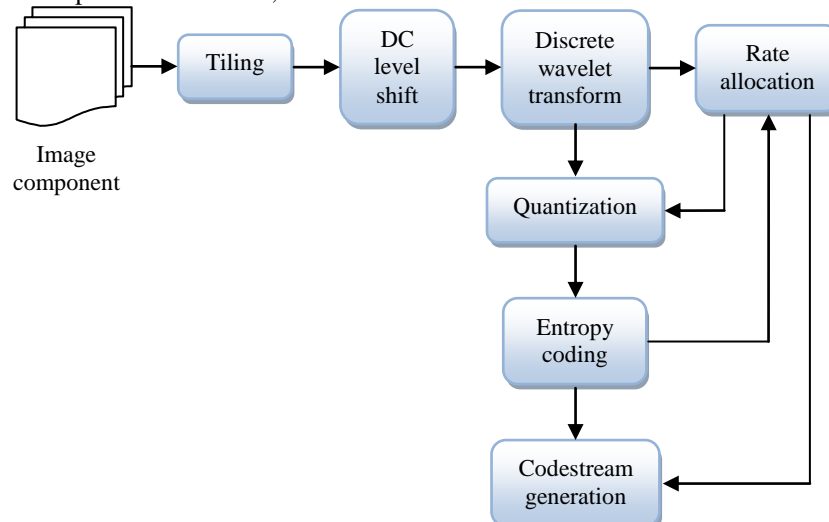 Tiling
DC
level
shift
Discrete
wavelet
transform
Rate
allocation
Image
component
Quantization
Entropy
coding
Codestream
generation